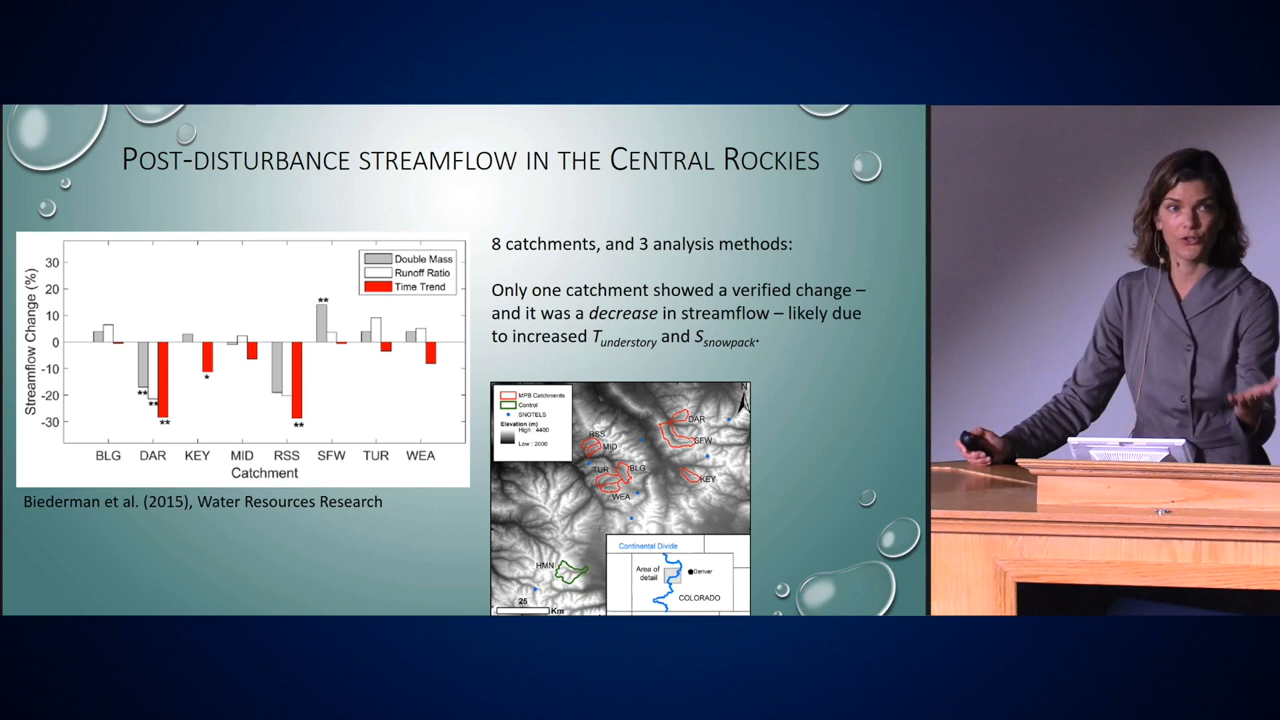 POST-DISTURBANCE STREAMFLOW IN THE CENTRAL ROCKIES
Streamflow Change (%)
30
20
10
0
-10
-20
-30
Double Mass
Runoff Ratio
Time Trend
**
**
**
*
**
**
BLG DAR KEY MID RSS SFW TUR WEA
Catchment
Biederman et al. (2015), Water Resources Research
8 catchments, and 3 analysis methods:
Only one catchment showed a verified change –
and it was a decrease in streamflow – likely due
to increased Tunderstory and Ssnowpack.
MPB Catchments
Control
SNOTELS
Elevation (m)
High : 4400
Low : 2000
N
DAR
SFW
RSS
MID
TUR
BLG
KEY
WEA
HMN
25
Km
Continental Divide
Area of
detail
Denver
COLORADO